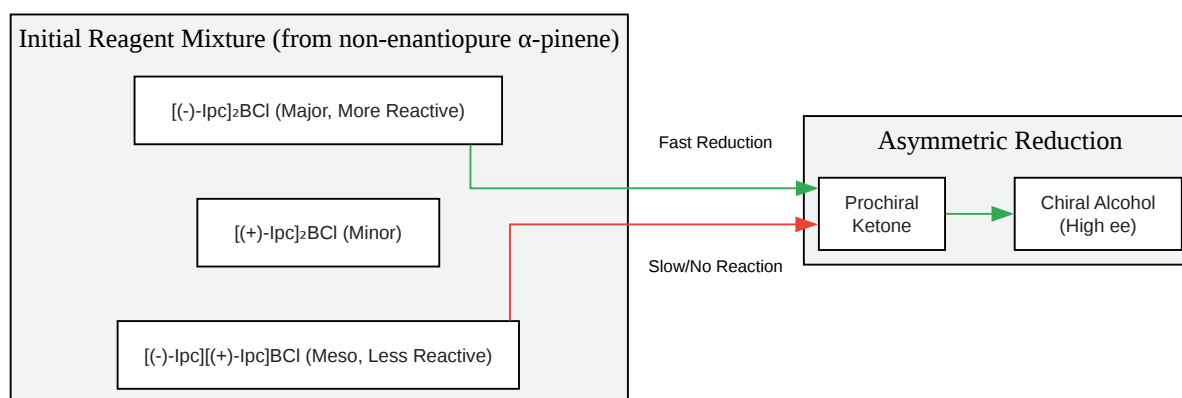 Initial Reagent Mixture (from non-enantiopure α-pinene)
[(-)-Ipc]₂BCl (Major, More Reactive)
[(+)-Ipc]₂BCl (Minor)
[(-)-Ipc][(+)-Ipc]BCl (Meso, Less Reactive)
Fast Reduction
Slow/No Reaction
Asymmetric Reduction
Prochiral
Ketone
Chiral Alcohol
(High ee)